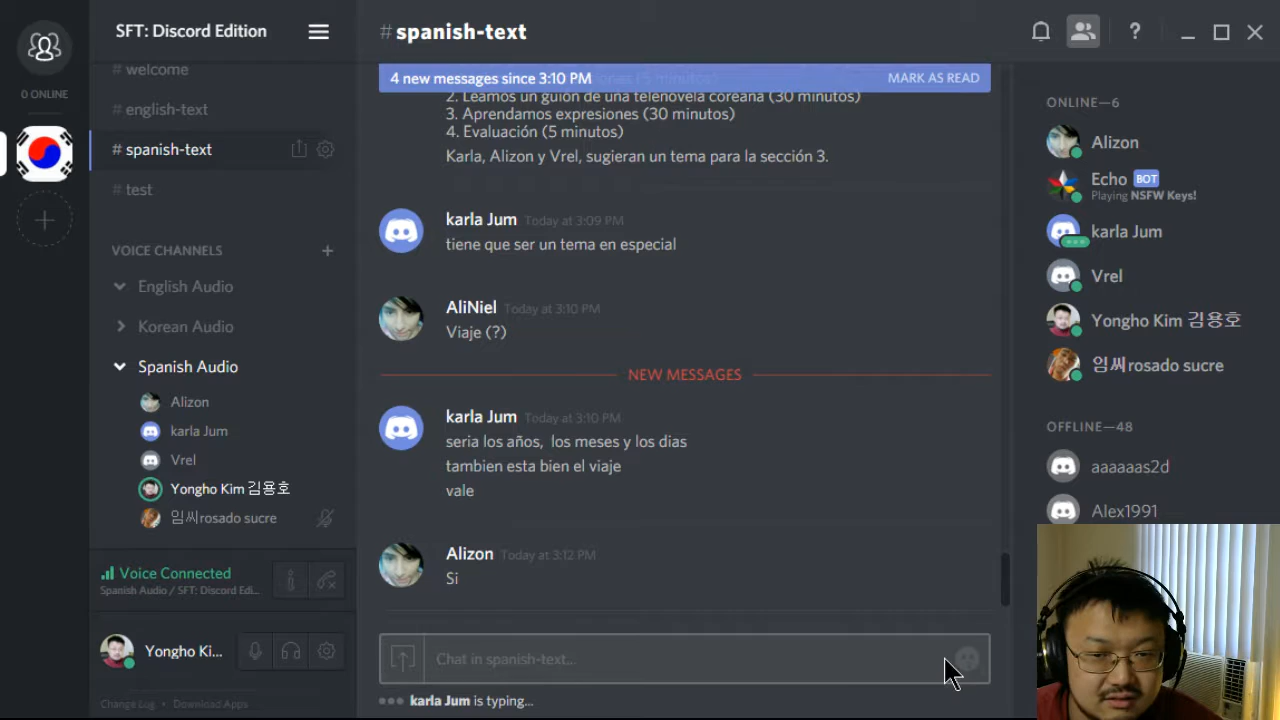 SFT: Discord Edition
0 ONLINE
# welcome
# english-text
# spanish-text
# test
VOICE CHANNELS
English Audio
Korean Audio
Spanish Audio
Alizon
karla Jum
Vrel
Yongho Kim 김용호
임씨rosado sucre
Voice Connected
Spanish Audio / SFT: Discord Edi...
Yongho Ki...
Change Log • Download Apps
# spanish-text
4 new messages since 3:10 PM MARK AS READ
2. Leamos un guión de una telenovela coreana (30 minutos)
3. Aprendamos expresiones (30 minutos)
4. Evaluación (5 minutos)
Karla, Alizon y Vrel, sugieran un tema para la sección 3.
karla Jum Today at 3:09 PM
tiene que ser un tema en especial
AliNiel Today at 3:10 PM
Viaje (?)
NEW MESSAGES
karla Jum Today at 3:10 PM
seria los años, los meses y los dias
tambien esta bien el viaje
vale
Alizon Today at 3:12 PM
Si
Chat in spanish-text...
karla Jum is typing...
ONLINE—6
Alizon
Echo BOT
Playing NSFW Keys!
karla Jum
Vrel
Yongho Kim 김용호
임씨rosado sucre
OFFLINE—48
aaaaaas2d
Alex1991